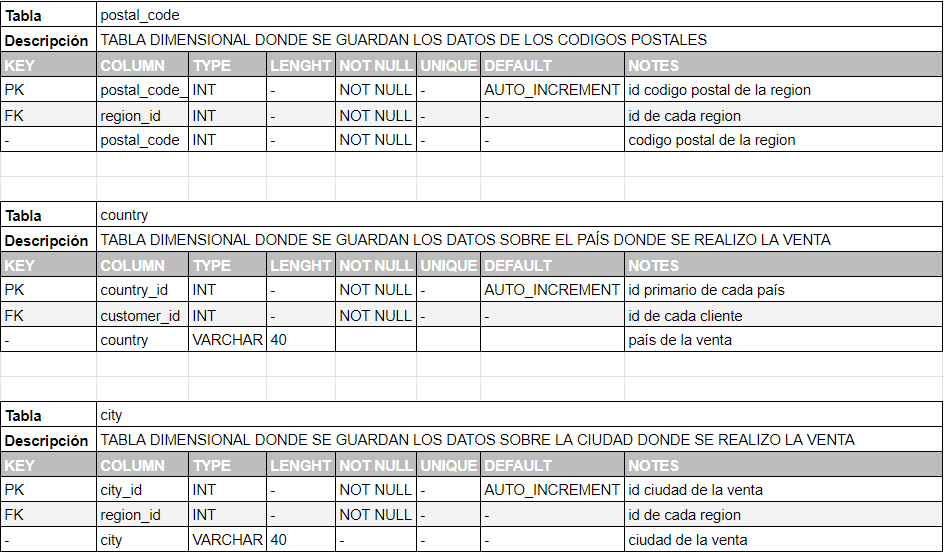 Tabla postal_code
Descripción TABLA DIMENSIONAL DONDE SE GUARDAN LOS DATOS DE LOS CODIGOS POSTALES
KEY COLUMN TYPE LENGHT NOT NULL UNIQUE DEFAULT NOTES
PK postal_code_ INT - NOT NULL - AUTO_INCREMENT id codigo postal de la region
FK region_id INT - NOT NULL - - id de cada region
- postal_code INT - NOT NULL - - codigo postal de la region
Tabla country
Descripción TABLA DIMENSIONAL DONDE SE GUARDAN LOS DATOS SOBRE EL PAÍS DONDE SE REALIZO LA VENTA
KEY COLUMN TYPE LENGHT NOT NULL UNIQUE DEFAULT NOTES
PK country_id INT - NOT NULL - AUTO_INCREMENT id primario de cada país
FK customer_id INT - NOT NULL - - id de cada cliente
- country VARCHAR 40 país de la venta
Tabla city
Descripción TABLA DIMENSIONAL DONDE SE GUARDAN LOS DATOS SOBRE LA CIUDAD DONDE SE REALIZO LA VENTA
KEY COLUMN TYPE LENGHT NOT NULL UNIQUE DEFAULT NOTES
PK city_id INT - NOT NULL - AUTO_INCREMENT id ciudad de la venta
FK region_id INT - NOT NULL - - id de cada region
- city VARCHAR 40 - - - ciudad de la venta